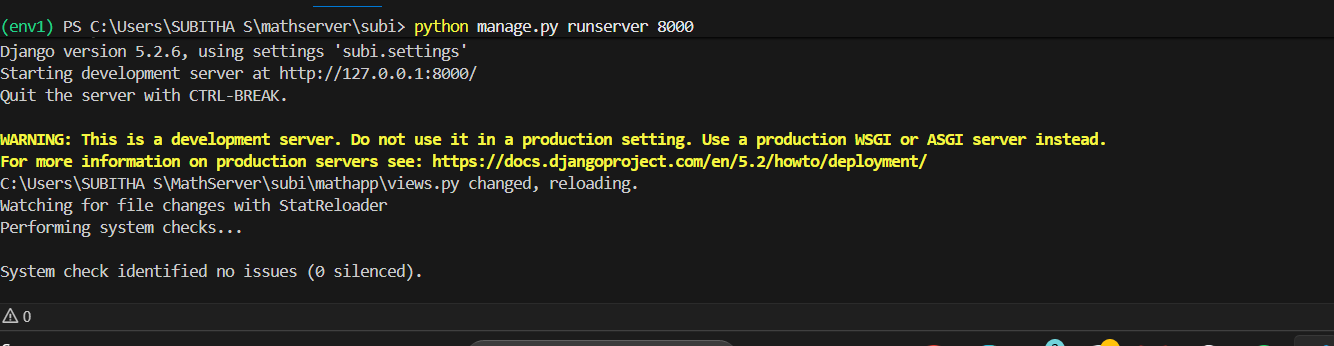 (env1) PS C:\Users\SUBITHA S\mathserver\subi> python manage.py runserver 8000
Django version 5.2.6, using settings 'subi.settings'
Starting development server at http://127.0.0.1:8000/
Quit the server with CTRL-BREAK.
WARNING: This is a development server. Do not use it in a production setting. Use a production WSGI or ASGI server instead.
For more information on production servers see: https://docs.djangoproject.com/en/5.2/howto/deployment/
C:\Users\SUBITHA S\MathServer\subi\mathapp\views.py changed, reloading.
Watching for file changes with StatReloader
Performing system checks...
System check identified no issues (0 silenced).
0